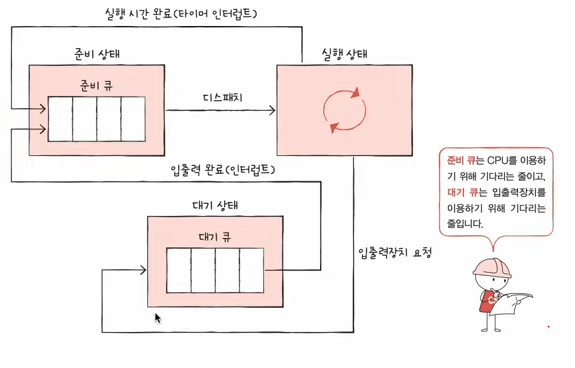 실행 시간 완료(타이머 인터럽트)
준비 상태
실행 상태
준비 큐
디스패치
입출력 완료(인터럽트)
대기 상태
대기 큐
입출력장치 요청
준비 큐는 CPU를 이용하
기 위해 기다리는 줄이고,
대기 큐는 입출력장치를
이용하기 위해 기다리는
줄입니다.